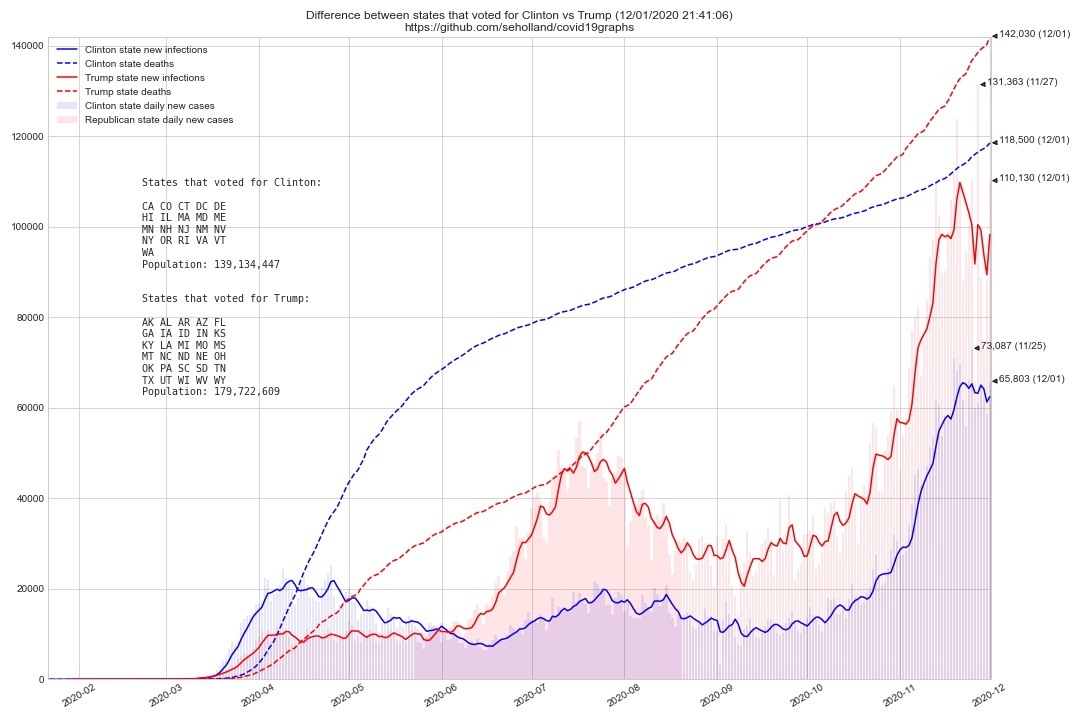 Difference between states that voted for Clinton vs Trump (12/01/2020 21:41:06)
https://github.com/seholland/covid19graphs
Clinton state new infections
Clinton state deaths
Trump state new infections
Trump state deaths
Clinton state daily new cases
Republican state daily new cases
States that voted for Clinton:
CA CO CT DC DE
HI IL MA MD ME
MN NH NJ NM NV
NY OR RI VA VT
WA
Population: 139,134,447
States that voted for Trump:
AK AL AR AZ FL
GA IA ID IN KS
KY LA MI MO MS
MT NC ND NE OH
OK PA SC SD TN
TX UT WI WV WY
Population: 179,722,609
142,030 (12/01)
131,363 (11/27)
118,500 (12/01)
110,130 (12/01)
73,087 (11/25)
65,803 (12/01)
140000
120000
100000
80000
60000
40000
20000
0
2020-02
2020-03
2020-04
2020-05
2020-06
2020-07
2020-08
2020-09
2020-10
2020-11
2020-12